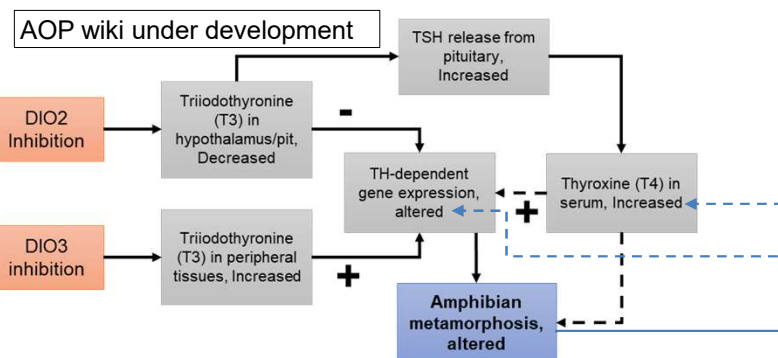 AOP wiki under development
TSH release from
pituitary,
Increased
DIO2
Inhibition
Triiodothyronine
(T3) in
hypothalamus/pit,
Decreased
-
TH-dependent
gene expression,
altered
+
Thyroxine (T4) in
serum, Increased
DIO3
inhibition
Triiodothyronine
(T3) in peripheral
tissues, Increased
+
Amphibian
metamorphosis,
altered